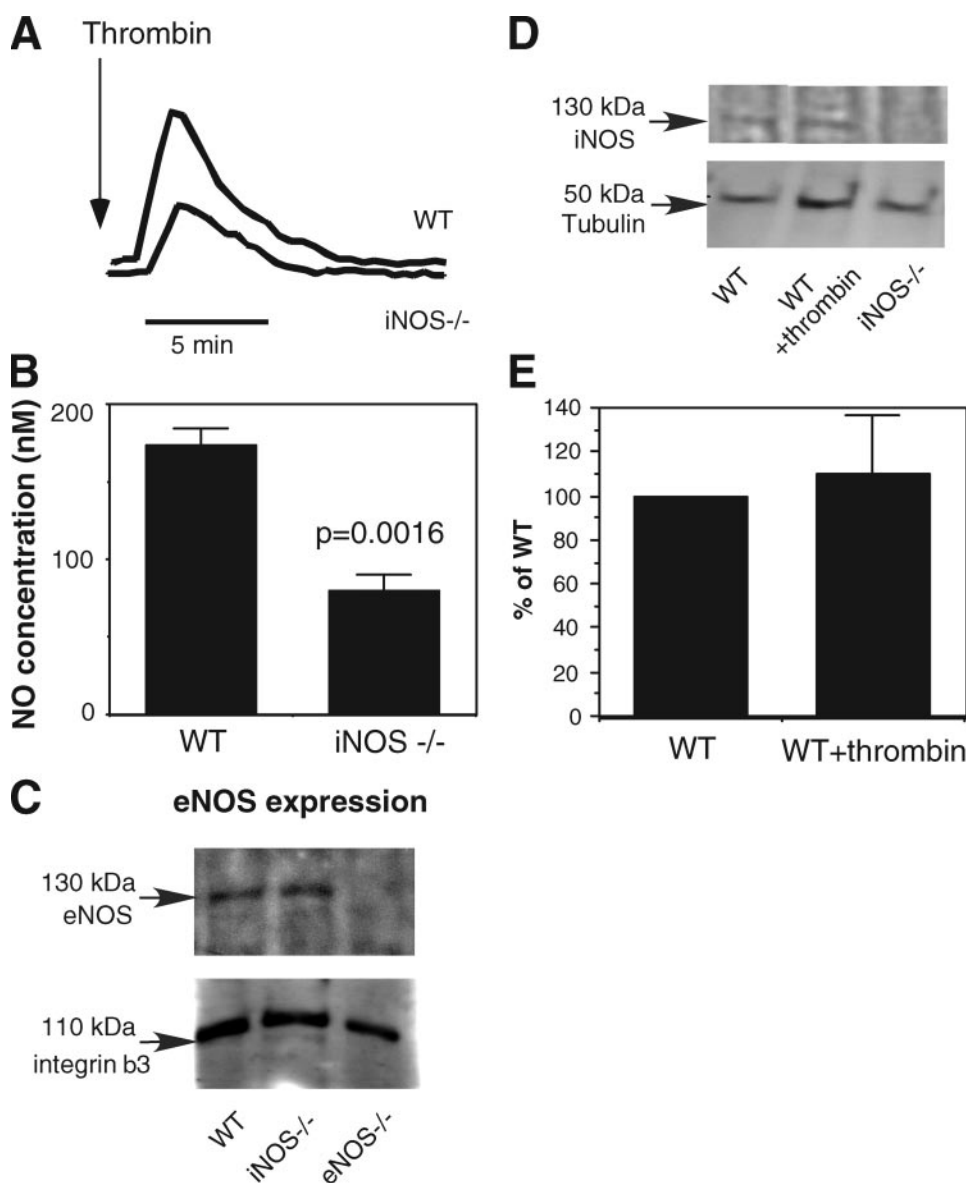 A
Thrombin
WT
iNOS-/-
5 min
B
NO concentration (nM)
200
100
0
p=0.0016
WT
iNOS -/-
C
eNOS expression
130 kDa
eNOS
110 kDa
integrin b3
WT
iNOS-/-
eNOS-/-
D
130 kDa
iNOS
50 kDa
Tubulin
WT
WT
+thrombin
iNOS-/-
E
% of WT
140
120
100
80
60
40
20
0
WT
WT+thrombin